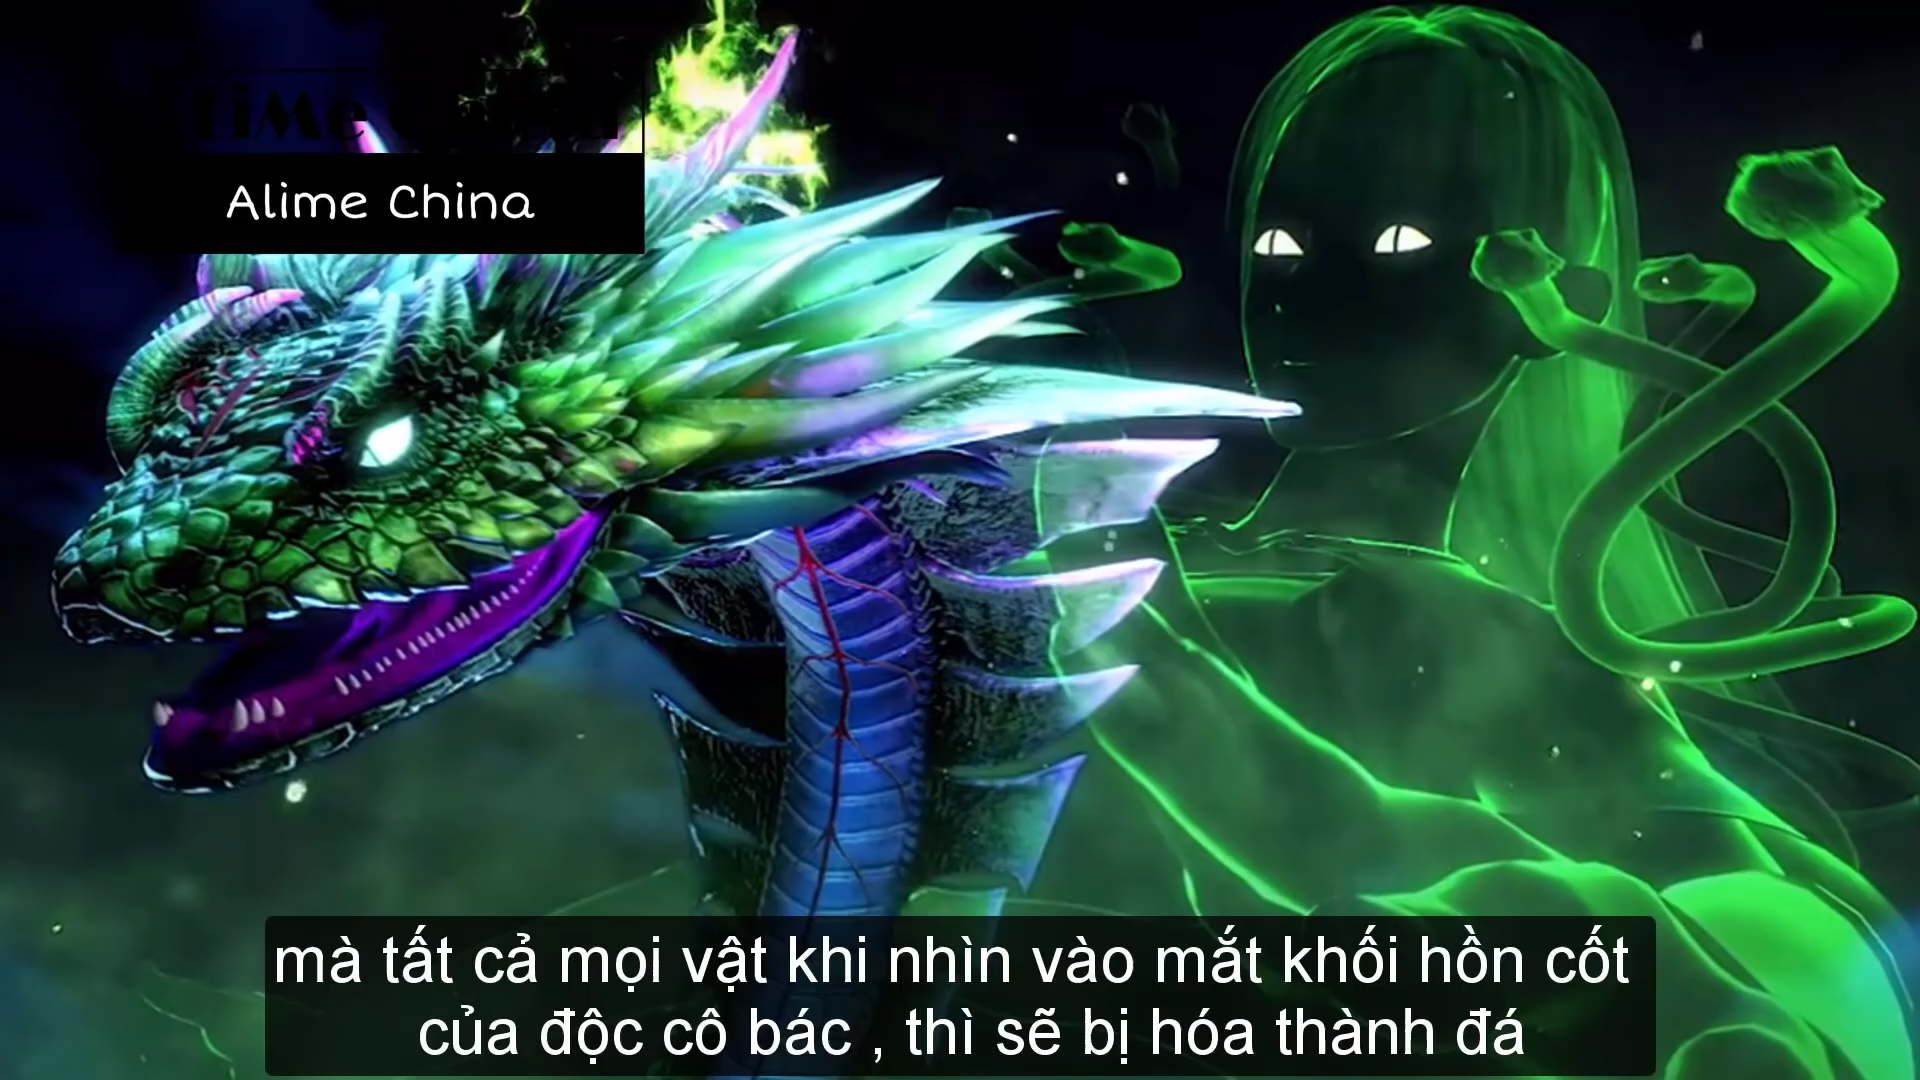 Alime China
mà tất cả mọi vật khi nhìn vào mắt khối hồn cốt
của độc cô bác , thì sẽ bị hóa thành đá